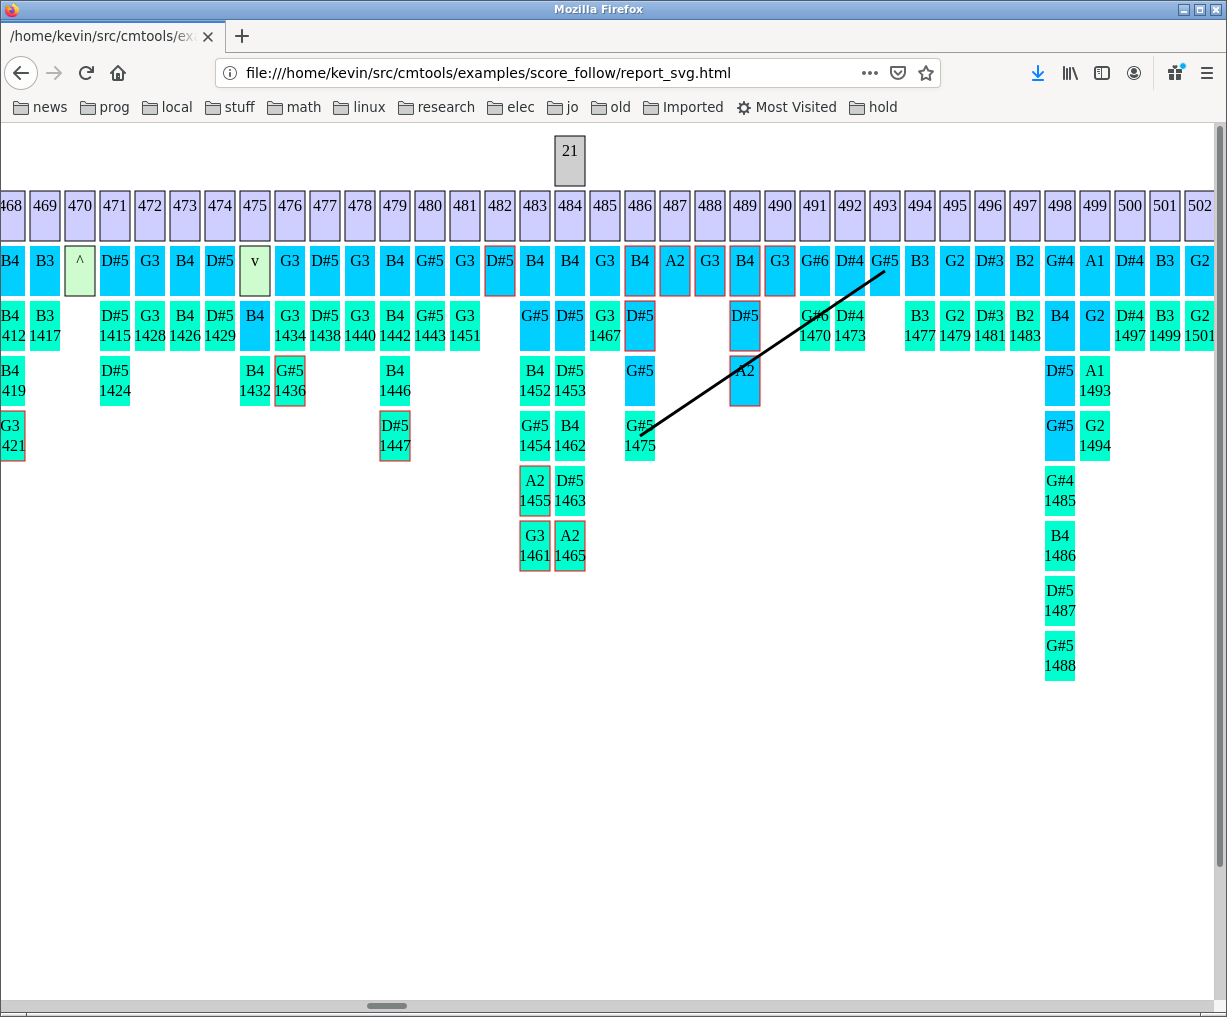 Mozilla Firefox
/home/kevin/src/cmtools/ex
file:///home/kevin/src/cmtools/examples/score_follow/report_svg.html
news prog local stuff math linux research elec jo old Imported Most Visited hold
21
468 469 470 471 472 473 474 475 476 477 478 479 480 481 482 483 484 485 486 487 488 489 490 491 492 493 494 495 496 497 498 499 500 501 502
B4 B3 ^ D#5 G3 B4 D#5 v G3 D#5 G3 B4 G#5 G3 D#5 B4 B4 G3 B4 A2 G3 B4 G3 G#6 D#4 G#5 B3 G2 D#3 B2 G#4 A1 D#4 B3 G2
B4 B3 D#5 G3 B4 D#5 B4 G3 D#5 G3 B4 G#5 G3 G#5 D#5 G3 D#5 D#5 G#6 D#4 B3 G2 D#3 B2 B4 G2 D#4 B3 G2
412 1417 1415 1428 1426 1429 1434 1438 1440 1442 1443 1451 1467 1470 1473 1477 1479 1481 1483 1497 1499 1501
B4 D#5 B4 G#5 B4 B4 D#5 G#5 A2 D#5 A1
419 1424 1432 1436 1446 1452 1453 1493
G3 D#5 G#5 B4 G#5 G#5 G2
421 1447 1454 1462 1475 1494
A2 D#5 G#4
1455 1463 1485
G3 A2 B4
1461 1465 1486
D#5
1487
G#5
1488